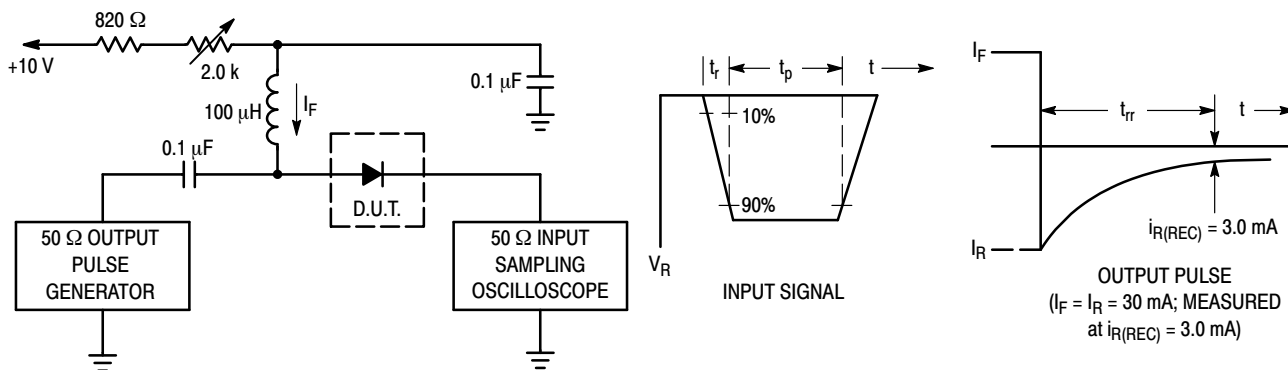 820 Ω
+10 V
2.0 k
100 μH
I_F
0.1 μF
0.1 μF
D.U.T.
50 Ω OUTPUT
PULSE
GENERATOR
50 Ω INPUT
SAMPLING
OSCILLOSCOPE
t_r
t_p
t
10%
90%
V_R
INPUT SIGNAL
I_F
t_rr
t
I_R
i_R(REC) = 3.0 mA
OUTPUT PULSE
(I_F = I_R = 30 mA; MEASURED
at i_R(REC) = 3.0 mA)